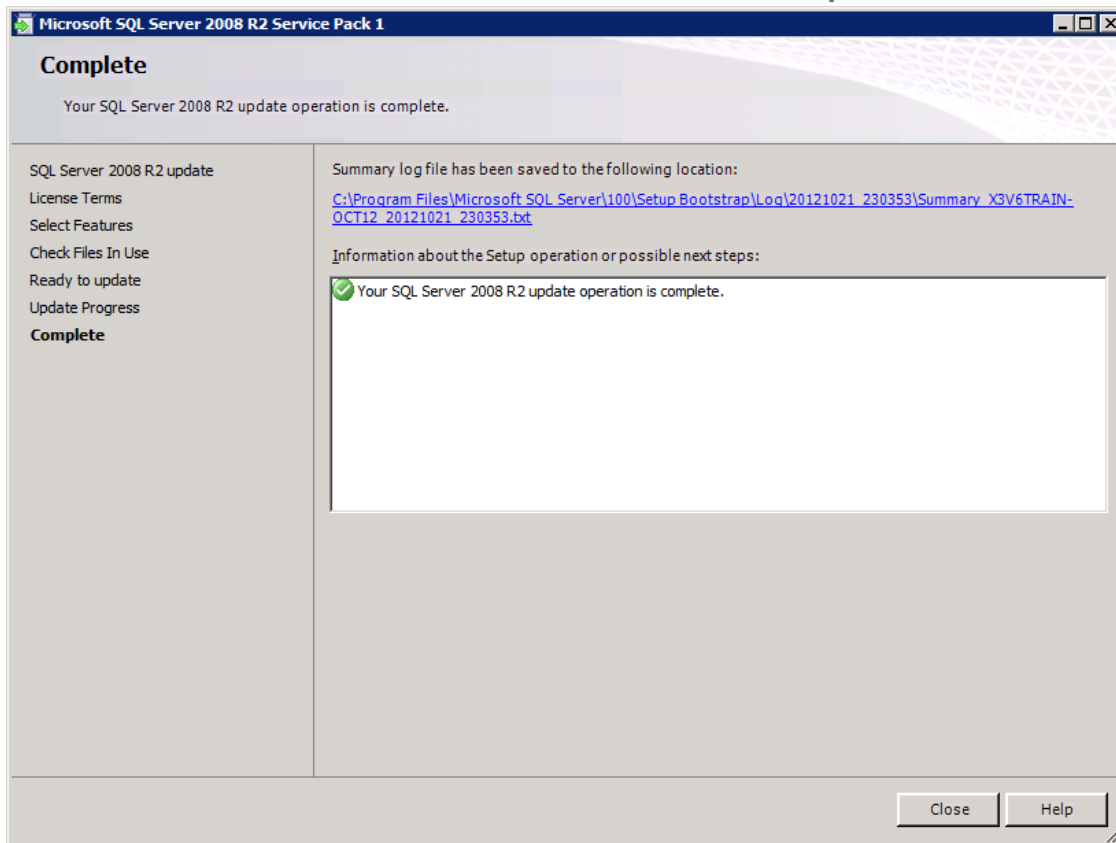 Microsoft SQL Server 2008 R2 Service Pack 1
Complete
Your SQL Server 2008 R2 update operation is complete.
SQL Server 2008 R2 update
License Terms
Select Features
Check Files In Use
Ready to update
Update Progress
Complete
Summary log file has been saved to the following location:
C:\Program Files\Microsoft SQL Server\100\Setup Bootstrap\Log\20121021_230353\Summary_X3V6TRAIN-
OCT12_20121021_230353.txt
Information about the Setup operation or possible next steps:
Your SQL Server 2008 R2 update operation is complete.
Close
Help